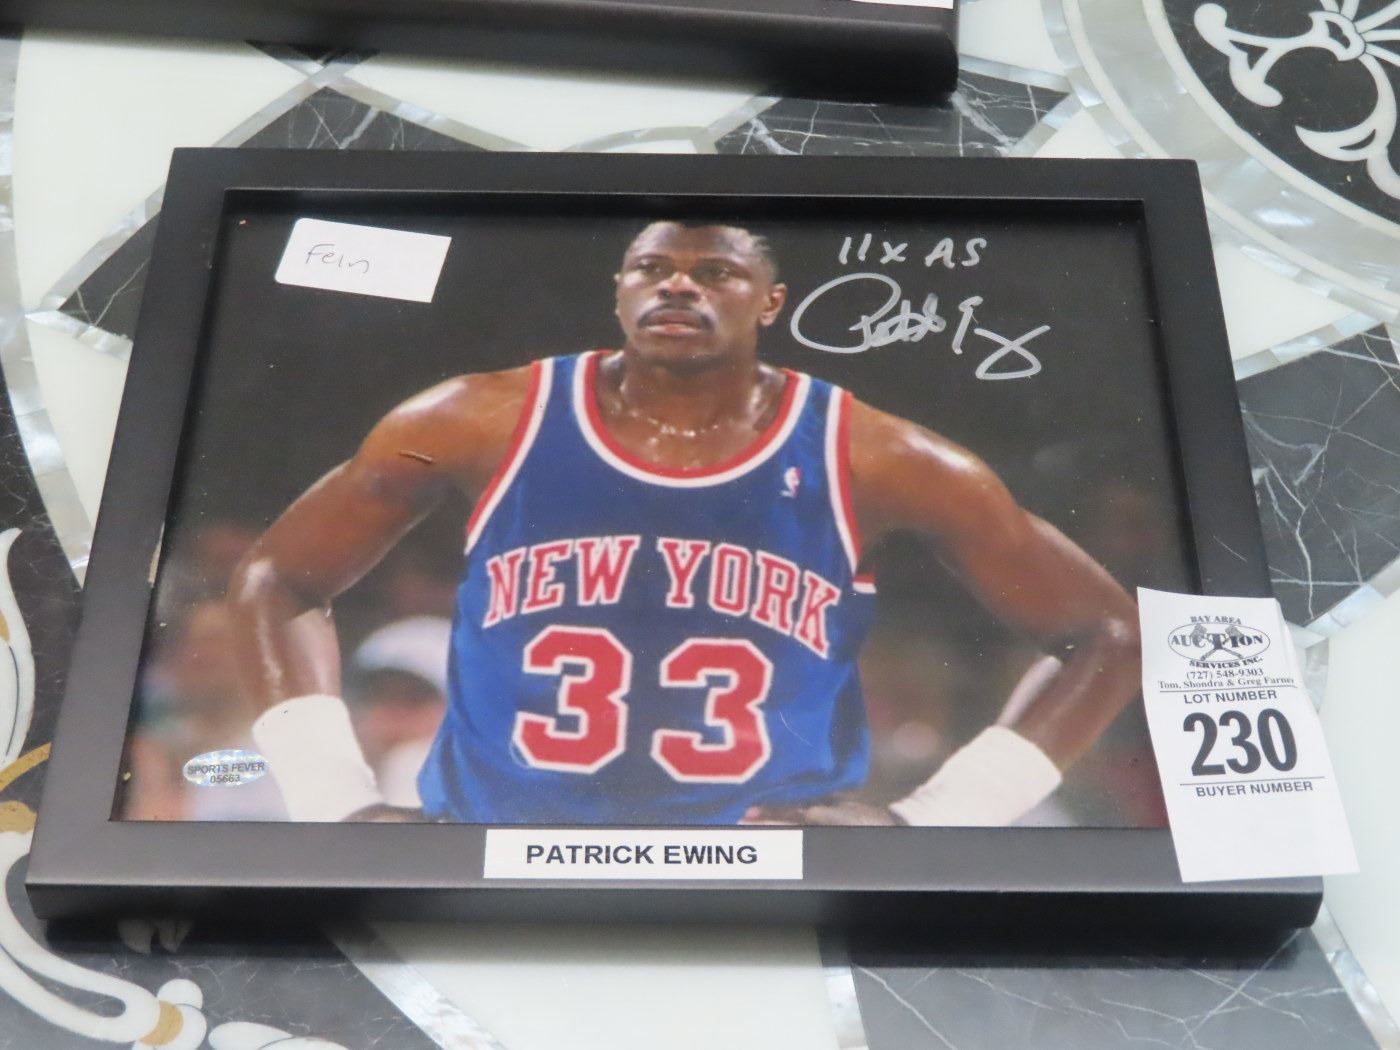 Fein
11x AS
NEW YORK
33
SPORTS FEVER
05663
PATRICK EWING
BAY AREA
AUCTION
SERVICES INC.
(727) 548-9303
Tom, Shondra & Greg Farne
LOT NUMBER
230
BUYER NUMBER